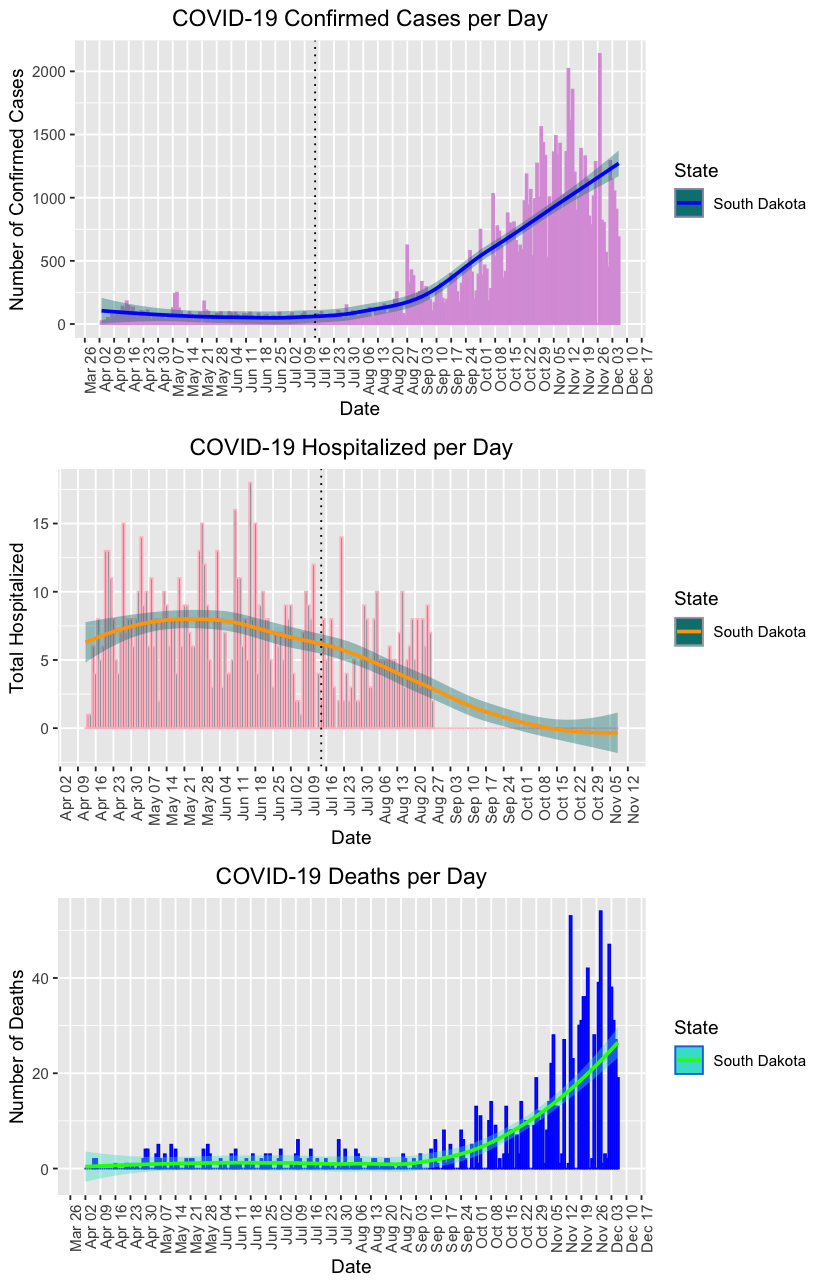 COVID-19 Confirmed Cases per Day
Number of Confirmed Cases
2000
1500
1000
500
0
Mar 26
Apr 02
Apr 09
Apr 16
Apr 23
Apr 30
May 07
May 14
May 21
May 28
Jun 04
Jun 11
Jun 18
Jun 25
Jul 02
Jul 09
Jul 16
Jul 23
Jul 30
Aug 06
Aug 13
Aug 20
Aug 27
Sep 03
Sep 10
Sep 17
Sep 24
Oct 01
Oct 08
Oct 15
Oct 22
Oct 29
Nov 05
Nov 12
Nov 19
Nov 26
Dec 03
Dec 10
Dec 17
Date
State
South Dakota
COVID-19 Hospitalized per Day
Total Hospitalized
15
10
5
0
Apr 02
Apr 09
Apr 16
Apr 23
Apr 30
May 07
May 14
May 21
May 28
Jun 04
Jun 11
Jun 18
Jun 25
Jul 02
Jul 09
Jul 16
Jul 23
Jul 30
Aug 06
Aug 13
Aug 20
Aug 27
Sep 03
Sep 10
Sep 17
Sep 24
Oct 01
Oct 08
Oct 15
Oct 22
Oct 29
Nov 05
Nov 12
Date
State
South Dakota
COVID-19 Deaths per Day
Number of Deaths
40
20
0
Mar 26
Apr 02
Apr 09
Apr 16
Apr 23
Apr 30
May 07
May 14
May 21
May 28
Jun 04
Jun 11
Jun 18
Jun 25
Jul 02
Jul 09
Jul 16
Jul 23
Jul 30
Aug 06
Aug 13
Aug 20
Aug 27
Sep 03
Sep 10
Sep 17
Sep 24
Oct 01
Oct 08
Oct 15
Oct 22
Oct 29
Nov 05
Nov 12
Nov 19
Nov 26
Dec 03
Dec 10
Dec 17
Date
State
South Dakota